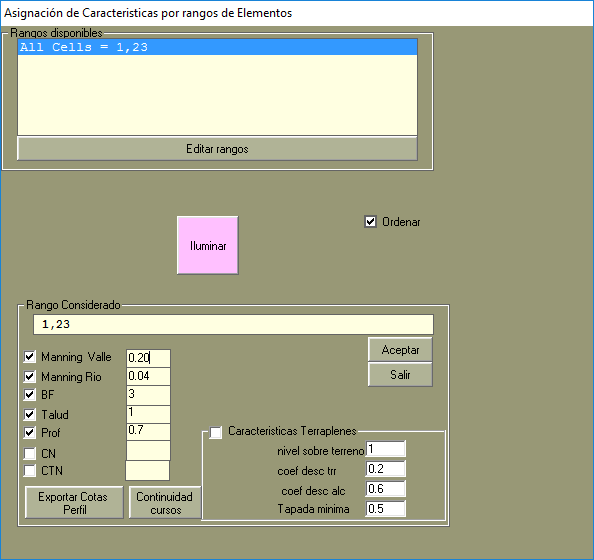 Asignación de Caracteristicas por rangos de Elementos
Rangos disponibles
All Cells = 1,23
Editar rangos
Iluminar
Ordenar
Rango Considerado
1,23
Manning Valle 0.20
Manning Rio 0.04
BF 3
Talud 1
Prof 0.7
CN
CTN
Aceptar
Salir
Caracteristicas Terraplenes
nivel sobre terreno 1
coef desc trr 0.2
coef desc alc 0.6
Tapada minima 0.5
Exportar Cotas
Perfil
Continuidad
cursos